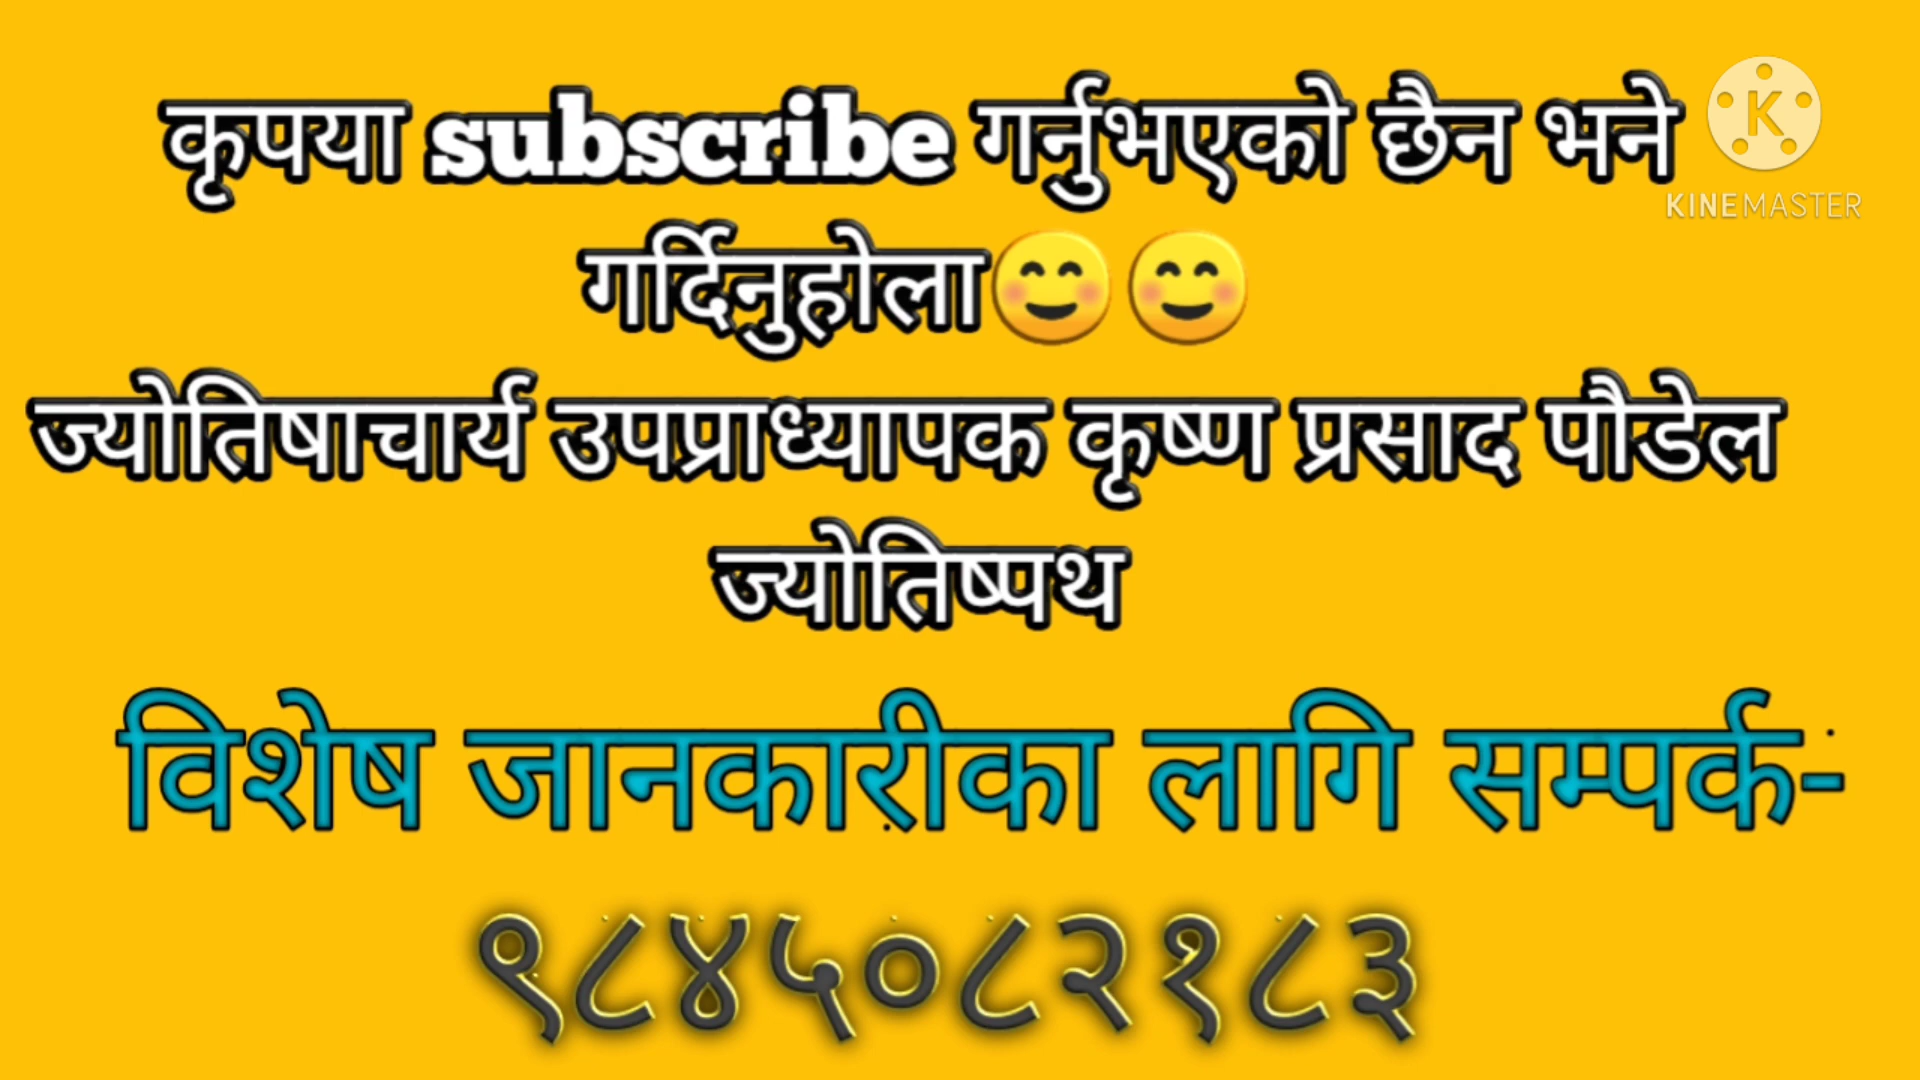 कृपया subscribe गर्नुभएको छैन भने
गर्दिनुहोला😊😊
ज्योतिषाचार्य उपप्राध्यापक कृष्ण प्रसाद पौडेल
ज्योतिष्पथ
विशेष जानकारीका लागि सम्पर्क-
९८४५०८२१८३
KINEMASTER